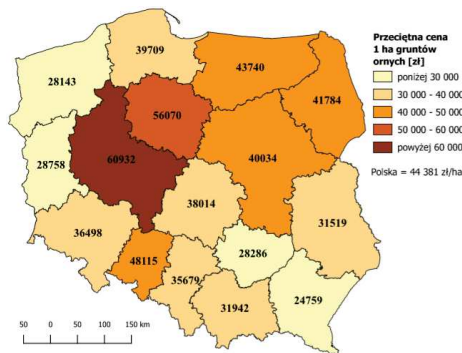 39709
43740
28143
41784
56070
28758
60932
40034
38014
31519
36498
48115
28286
35679
31942
24759
Przeciętna cena
1 ha gruntów
ornych [zł]
poniżej 30 000
30 000 - 40 000
40 000 - 50 000
50 000 - 60 000
powyżej 60 000
Polska = 44 381 zł/ha
50 0 50 100 150 km